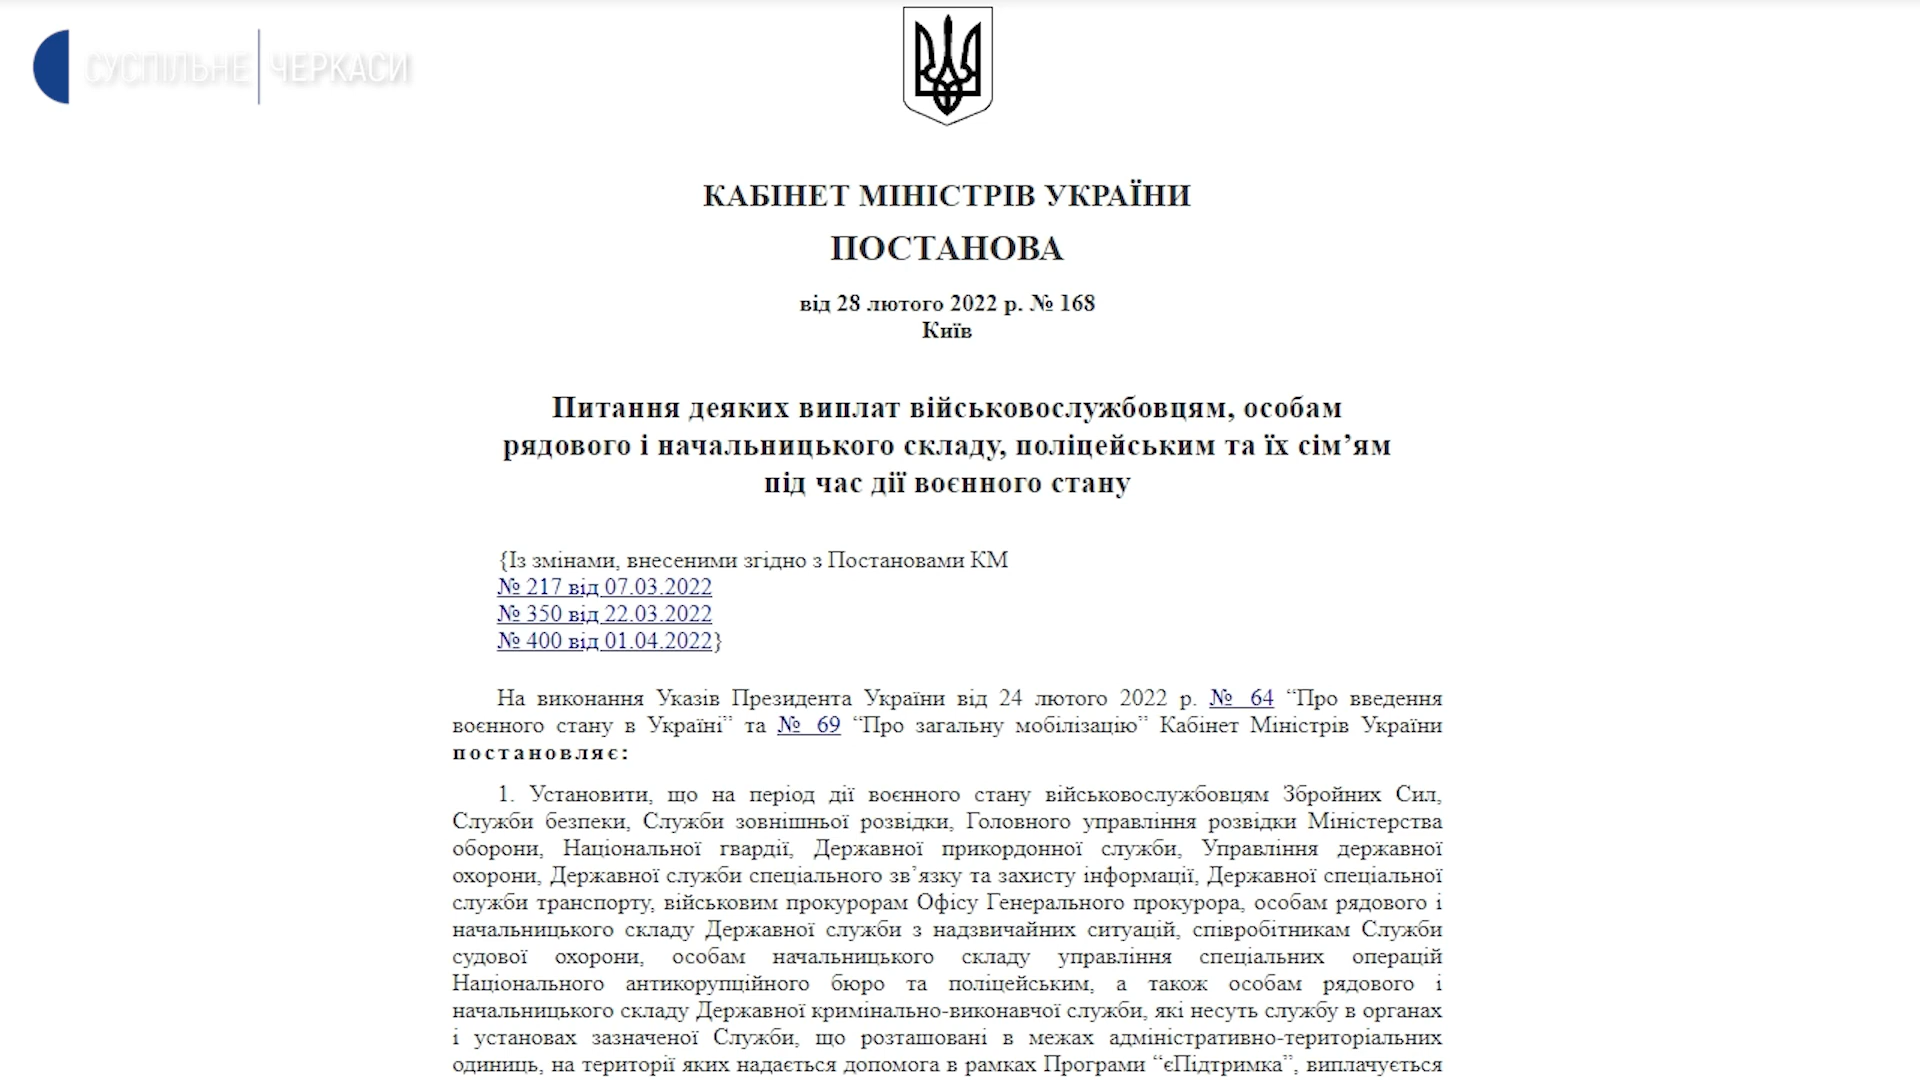 СУСПІЛЬНЕ ЧЕРКАСИ
КАБІНЕТ МІНІСТРІВ УКРАЇНИ
ПОСТАНОВА
від 28 лютого 2022 р. № 168
Київ
Питання деяких виплат військовослужбовцям, особам
рядового і начальницького складу, поліцейським та їх сім’ям
під час дії воєнного стану
{Із змінами, внесеними згідно з Постановами КМ
№ 217 від 07.03.2022
№ 350 від 22.03.2022
№ 400 від 01.04.2022}
На виконання Указів Президента України від 24 лютого 2022 р. № 64 “Про введення
воєнного стану в Україні” та № 69 “Про загальну мобілізацію” Кабінет Міністрів України
постановляє:
1. Установити, що на період дії воєнного стану військовослужбовцям Збройних Сил,
Служби безпеки, Служби зовнішньої розвідки, Головного управління розвідки Міністерства
оборони, Національної гвардії, Державної прикордонної служби, Управління державної
охорони, Державної служби спеціального зв’язку та захисту інформації, Державної спеціальної
служби транспорту, військовим прокурорам Офісу Генерального прокурора, особам рядового і
начальницького складу Державної служби з надзвичайних ситуацій, співробітникам Служби
судової охорони, особам начальницького складу управління спеціальних операцій
Національного антикорупційного бюро та поліцейським, а також особам рядового і
начальницького складу Державної кримінально-виконавчої служби, які несуть службу в органах
і установах зазначеної Служби, що розташовані в межах адміністративно-територіальних
одиниць, на території яких надається допомога в рамках Програми “єПідтримка”, виплачується